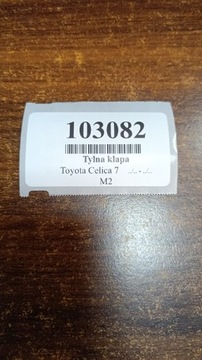 103082
Tylna klapa
Toyota Celica 7 ../.. - ../..
M2